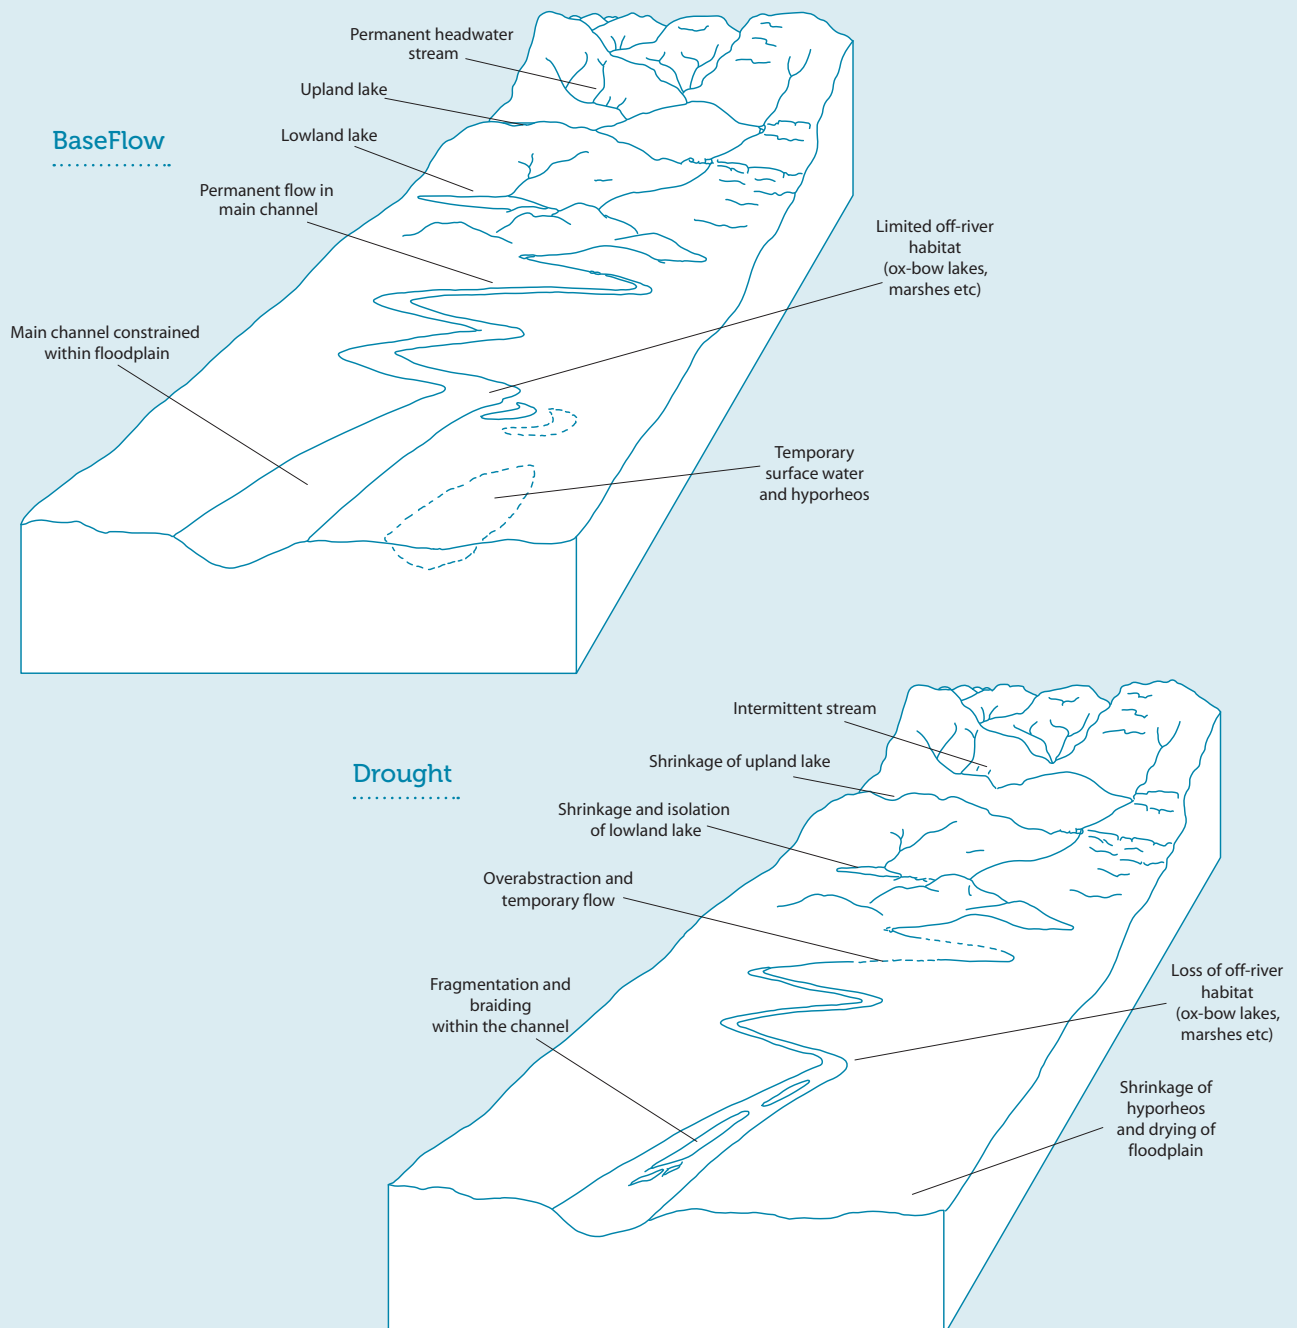 Permanent headwater
stream
Upland lake
BaseFlow
Lowland lake
Permanent flow in
main channel
Limited off-river
habitat
(ox-bow lakes,
marshes etc)
Main channel constrained
within floodplain
Temporary
surface water
and hyporheos
Intermittent stream
Shrinkage of upland lake
Drought
Shrinkage and isolation
of lowland lake
Overabstraction and
temporary flow
Loss of off-river
habitat
(ox-bow lakes,
marshes etc)
Fragmentation and
braiding
within the channel
Shrinkage of
hyporheos
and drying of
floodplain